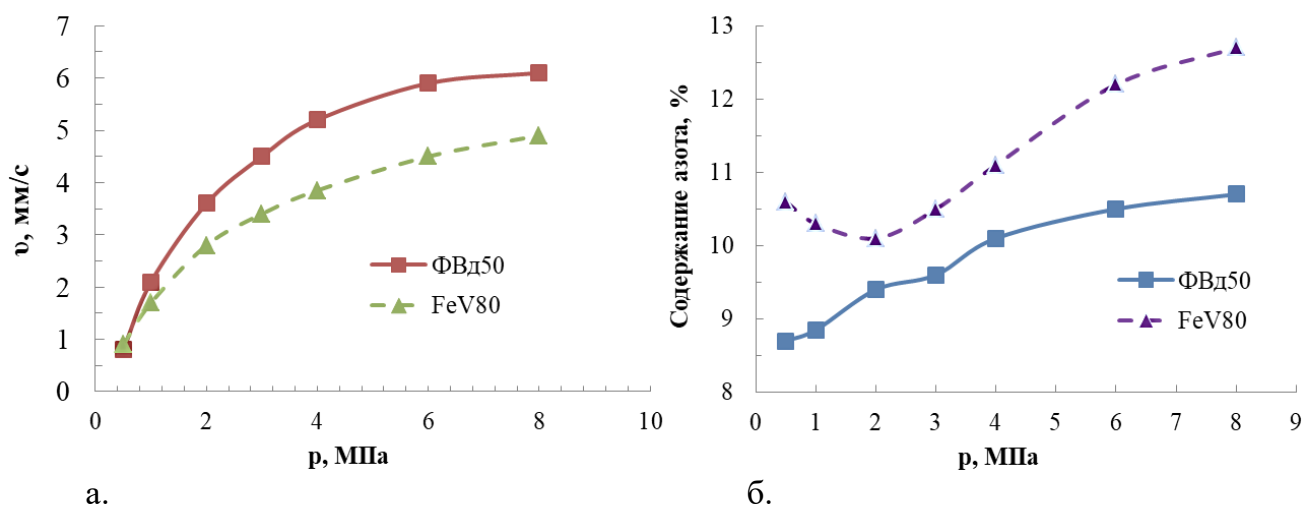 7
6
5
4
3
2
1
0
υ, мм/с
ФВд50
FeV80
0 2 4 6 8 10
p, МПа
а.
13
12
11
10
9
8
Содержание азота, %
ФВд50
FeV80
0 1 2 3 4 5 6 7 8 9
p, МПа
б.